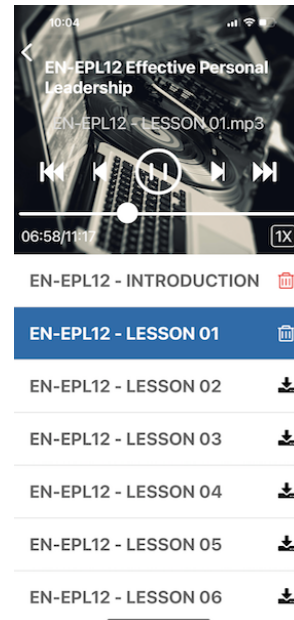 10:04
EN-EPL12 Effective Personal
Leadership
EN-EPL12 - LESSON 01.mp3
06:58/11:17
1X
EN-EPL12 - INTRODUCTION
EN-EPL12 - LESSON 01
EN-EPL12 - LESSON 02
EN-EPL12 - LESSON 03
EN-EPL12 - LESSON 04
EN-EPL12 - LESSON 05
EN-EPL12 - LESSON 06